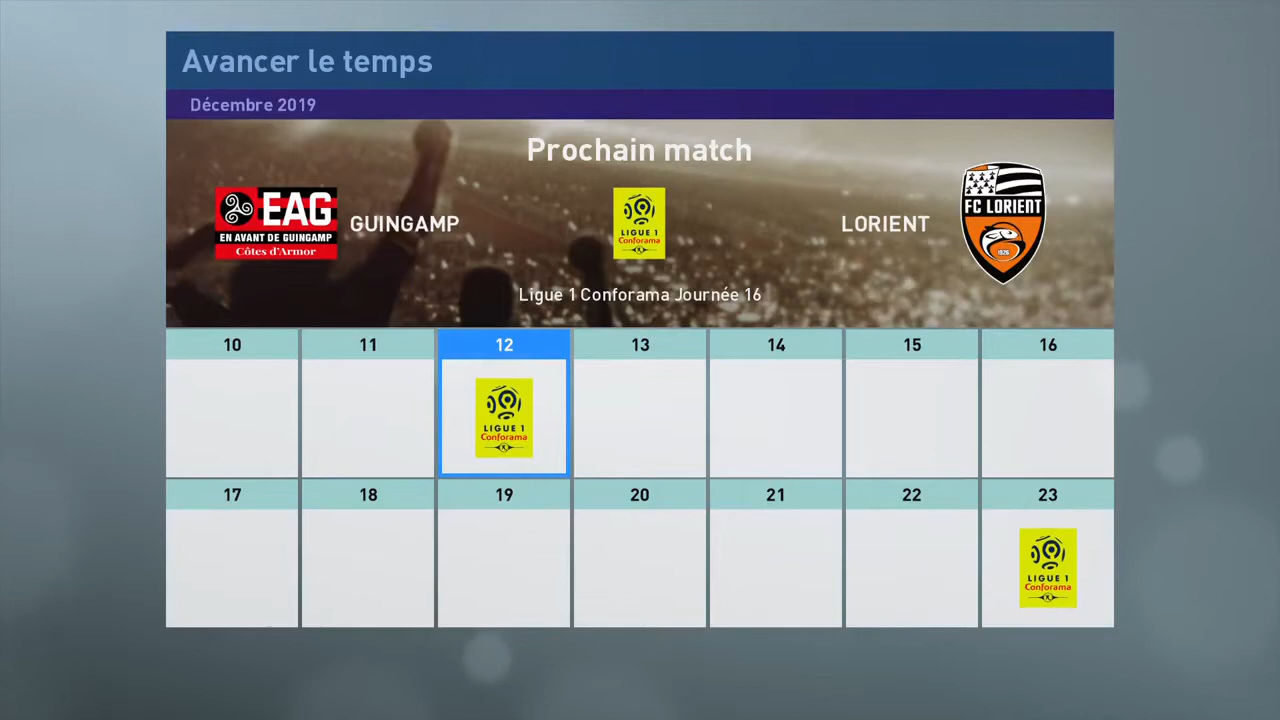 Avancer le temps
Décembre 2019
Prochain match
EAG
EN AVANT DE GUINGAMP
Côtes d'Armor
GUINGAMP
LIGUE 1
Conforama
LORIENT
FC LORIENT
1926
Ligue 1 Conforama Journée 16
10 11 12 13 14 15 16
LIGUE 1
Conforama
17 18 19 20 21 22 23
LIGUE 1
Conforama